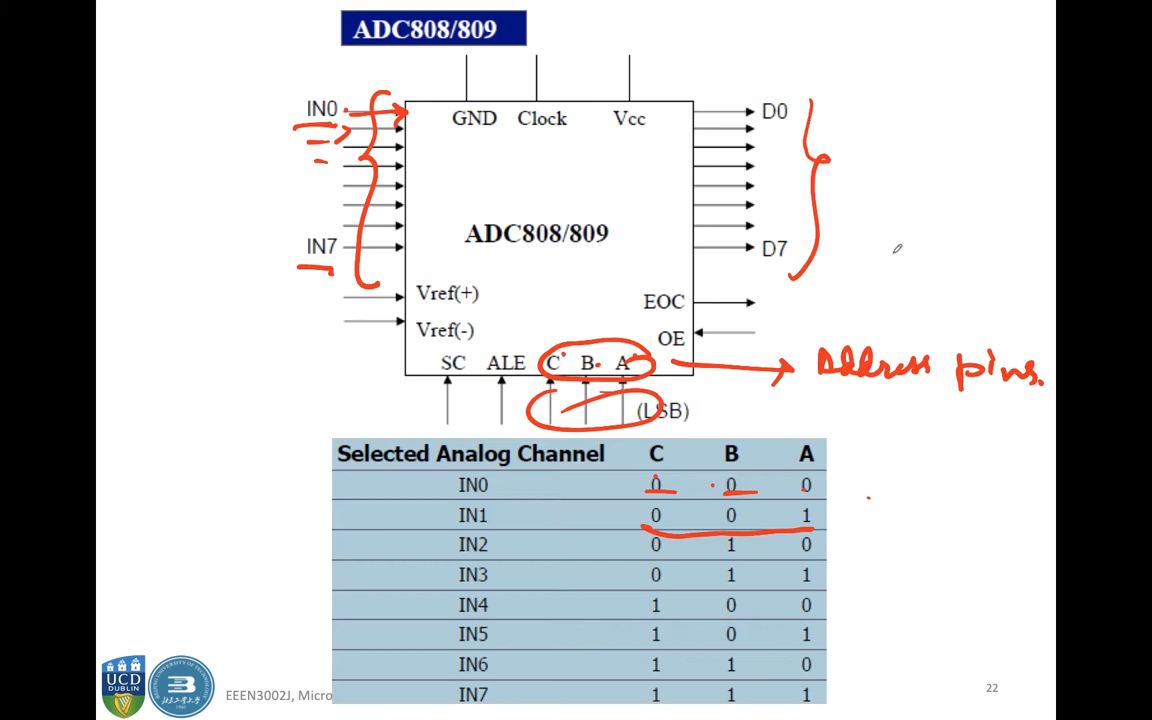 ADC808/809
IN0
GND Clock Vcc
D0
ADC808/809
IN7
D7
Vref(+)
EOC
Vref(-)
OE
SC ALE C B A
Address pins.
(LSB)
Selected Analog Channel C B A
IN0 0 0 0
IN1 0 0 1
IN2 0 1 0
IN3 0 1 1
IN4 1 0 0
IN5 1 0 1
IN6 1 1 0
IN7 1 1 1
UCD
DUBLIN
EEEN3002J, Micro
22